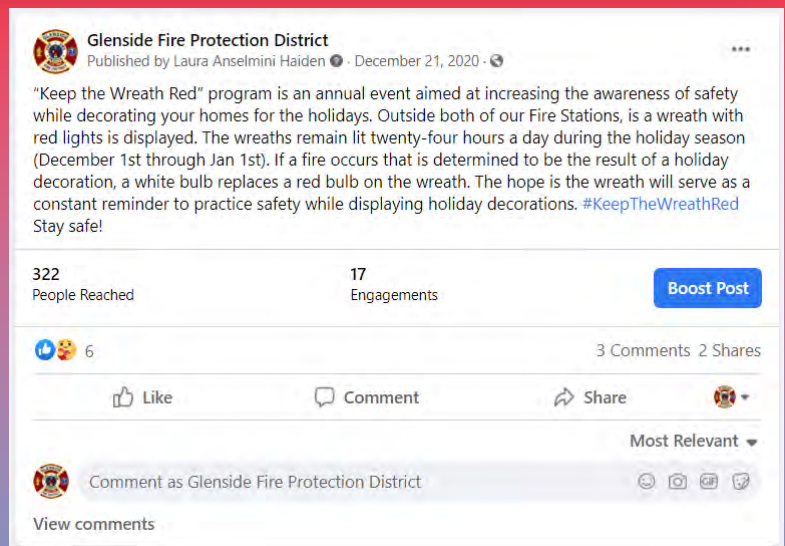 Glenside Fire Protection District
Published by Laura Anselmini Haiden · December 21, 2020 ·
“Keep the Wreath Red” program is an annual event aimed at increasing the awareness of safety
while decorating your homes for the holidays. Outside both of our Fire Stations, is a wreath with
red lights is displayed. The wreaths remain lit twenty-four hours a day during the holiday season
(December 1st through Jan 1st). If a fire occurs that is determined to be the result of a holiday
decoration, a white bulb replaces a red bulb on the wreath. The hope is the wreath will serve as a
constant reminder to practice safety while displaying holiday decorations. #KeepTheWreathRed
Stay safe!
322
People Reached
17
Engagements
Boost Post
6
3 Comments 2 Shares
Like Comment Share
Most Relevant
Comment as Glenside Fire Protection District
GIF
View comments